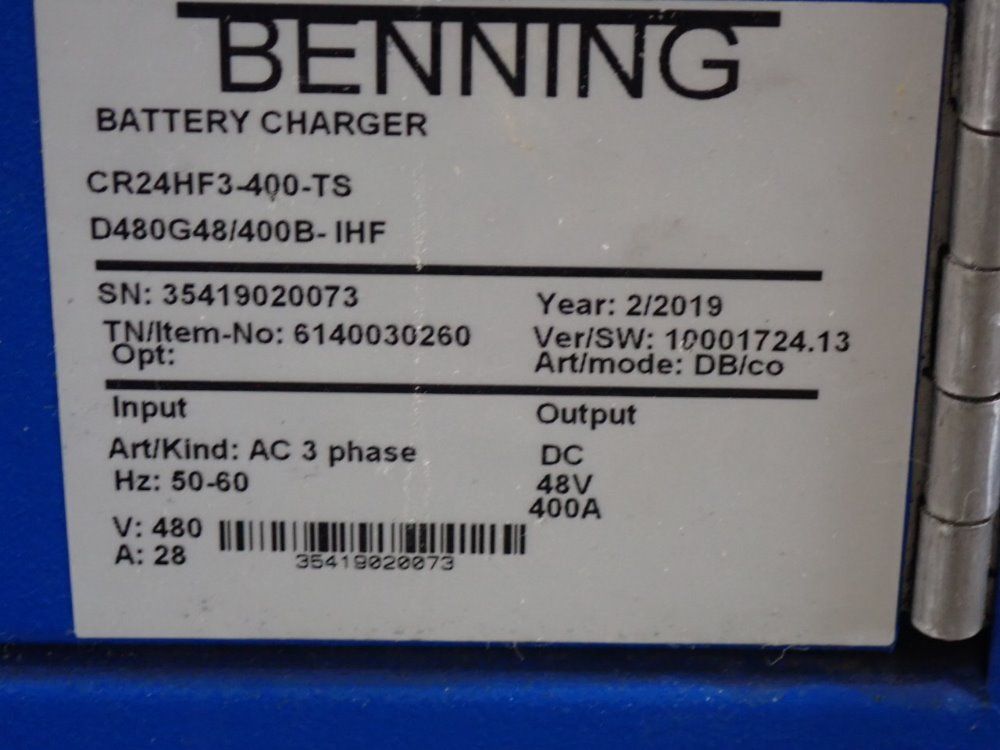 BENNING
BATTERY CHARGER
CR24HF3-400-TS
D480G48/400B- IHF
SN: 35419020073
Year: 2/2019
TN/Item-No: 6140030260
Ver/SW: 10001724.13
Opt:
Art/mode: DB/co
Input
Output
Art/Kind: AC 3 phase
DC
Hz: 50-60
48V
400A
V: 480
A: 28
35419020073